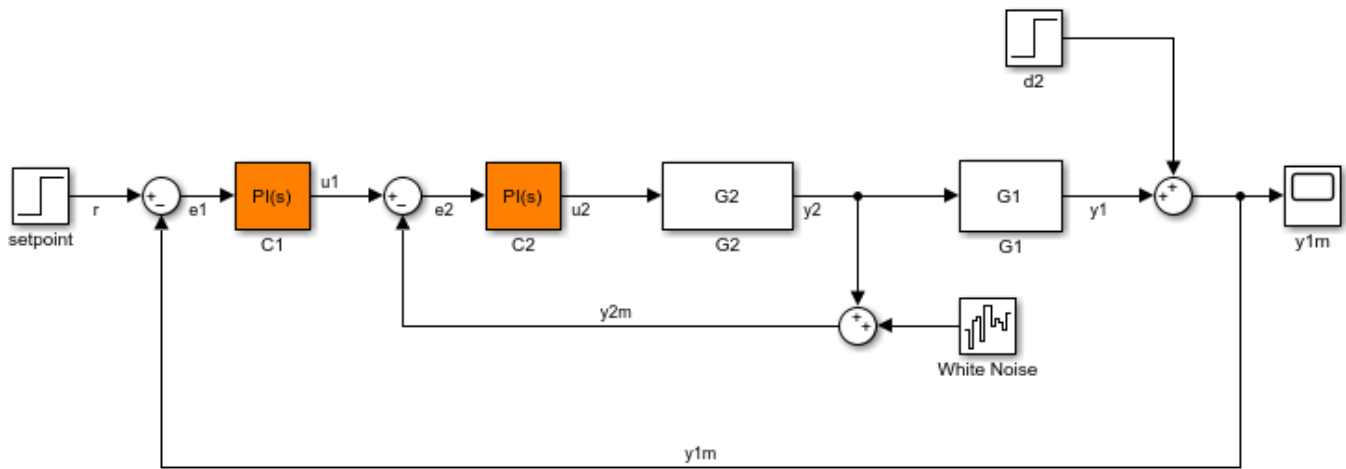 d2
PI(s)
u1
PI(s)
G2
G1
r
e1
e2
u2
y2
y1
setpoint
C1
C2
G2
G1
y1m
y2m
White Noise
y1m